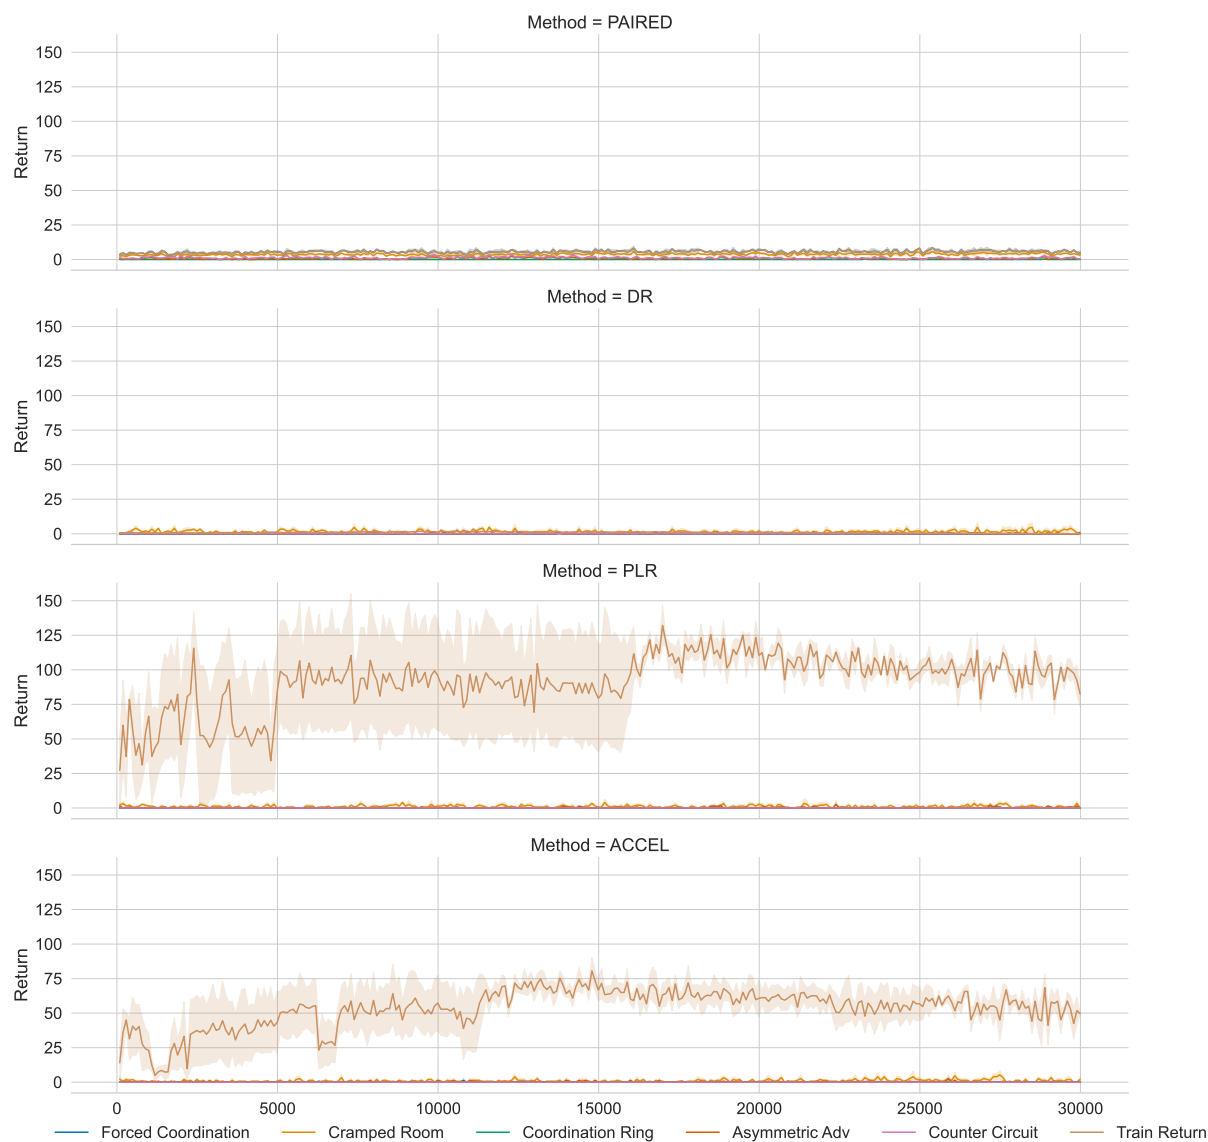 Method = PAIRED
150
125
100
75
50
25
0
Return
Method = DR
150
125
100
75
50
25
0
Return
Method = PLR
150
125
100
75
50
25
0
Return
Method = ACCEL
150
125
100
75
50
25
0
Return
0 5000 10000 15000 20000 25000 30000
Forced Coordination Cramped Room Coordination Ring Asymmetric Adv Counter Circuit Train Return